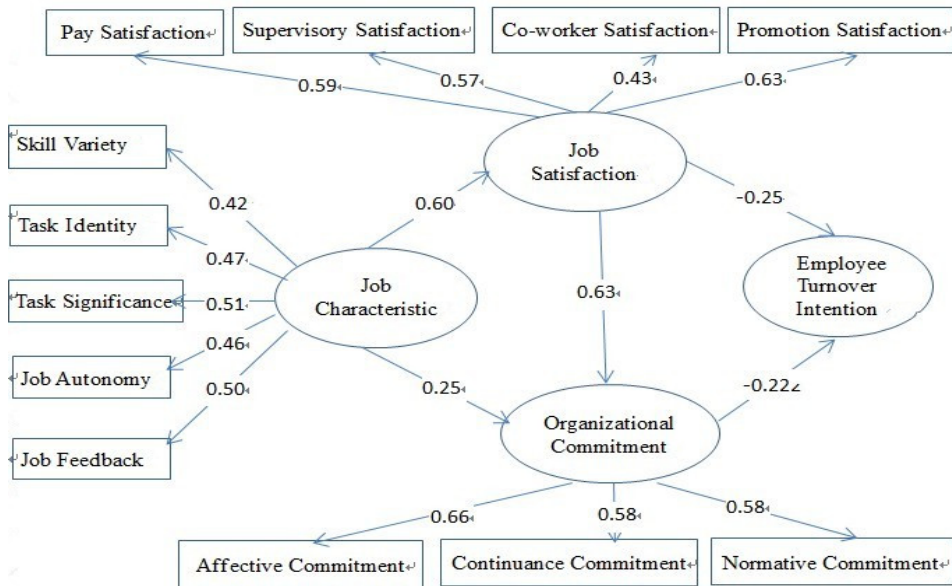 Pay Satisfaction
Supervisory Satisfaction
Co-worker Satisfaction
Promotion Satisfaction
0.59
0.57
0.43
0.63
Skill Variety
Task Identity
Task Significance
Job Autonomy
Job Feedback
0.42
0.47
0.51
0.46
0.50
Job
Characteristic
0.60
0.25
Job
Satisfaction
0.63
-0.25
Employee
Turnover
Intention
-0.22
Organizational
Commitment
0.66
0.58
0.58
Affective Commitment
Continuance Commitment
Normative Commitment